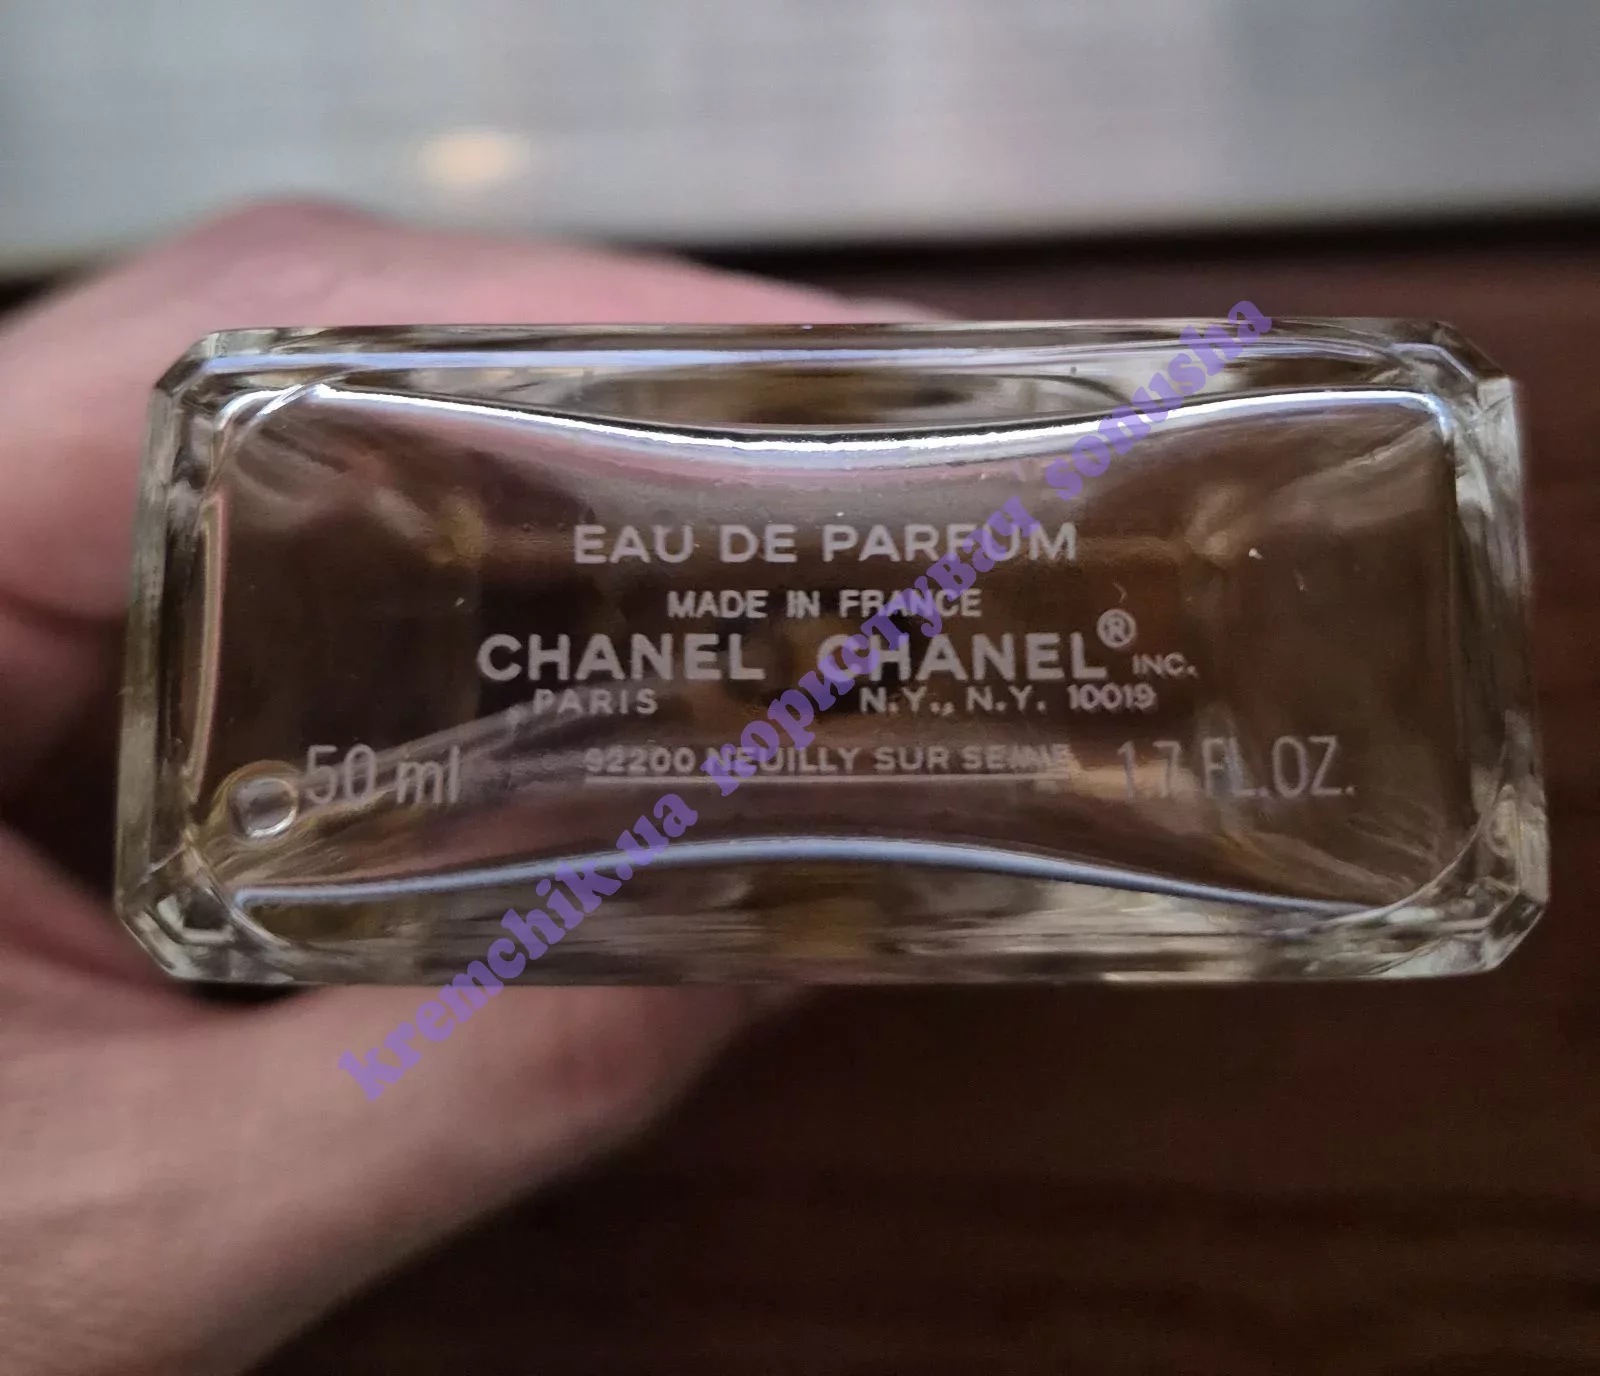 EAU DE PARFUM
MADE IN FRANCE
CHANEL CHANEL® INC.
PARIS N.Y., N.Y. 10019
50 ml 92200 NEUILLY SUR SEINE 1.7 FL.OZ.
kremchik.ua користувач sonusha